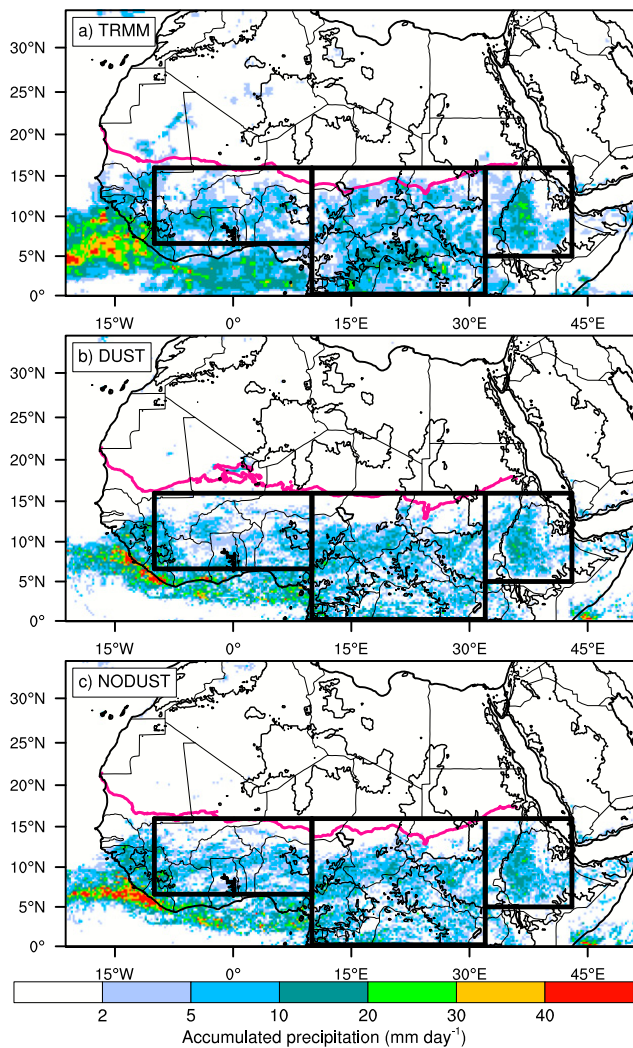 a) TRMM
30°N
25°N
20°N
15°N
10°N
5°N
0°
15°W 0° 15°E 30°E 45°E
b) DUST
30°N
25°N
20°N
15°N
10°N
5°N
0°
15°W 0° 15°E 30°E 45°E
c) NODUST
30°N
25°N
20°N
15°N
10°N
5°N
0°
15°W 0° 15°E 30°E 45°E
2 5 10 20 30 40
Accumulated precipitation (mm day⁻¹)